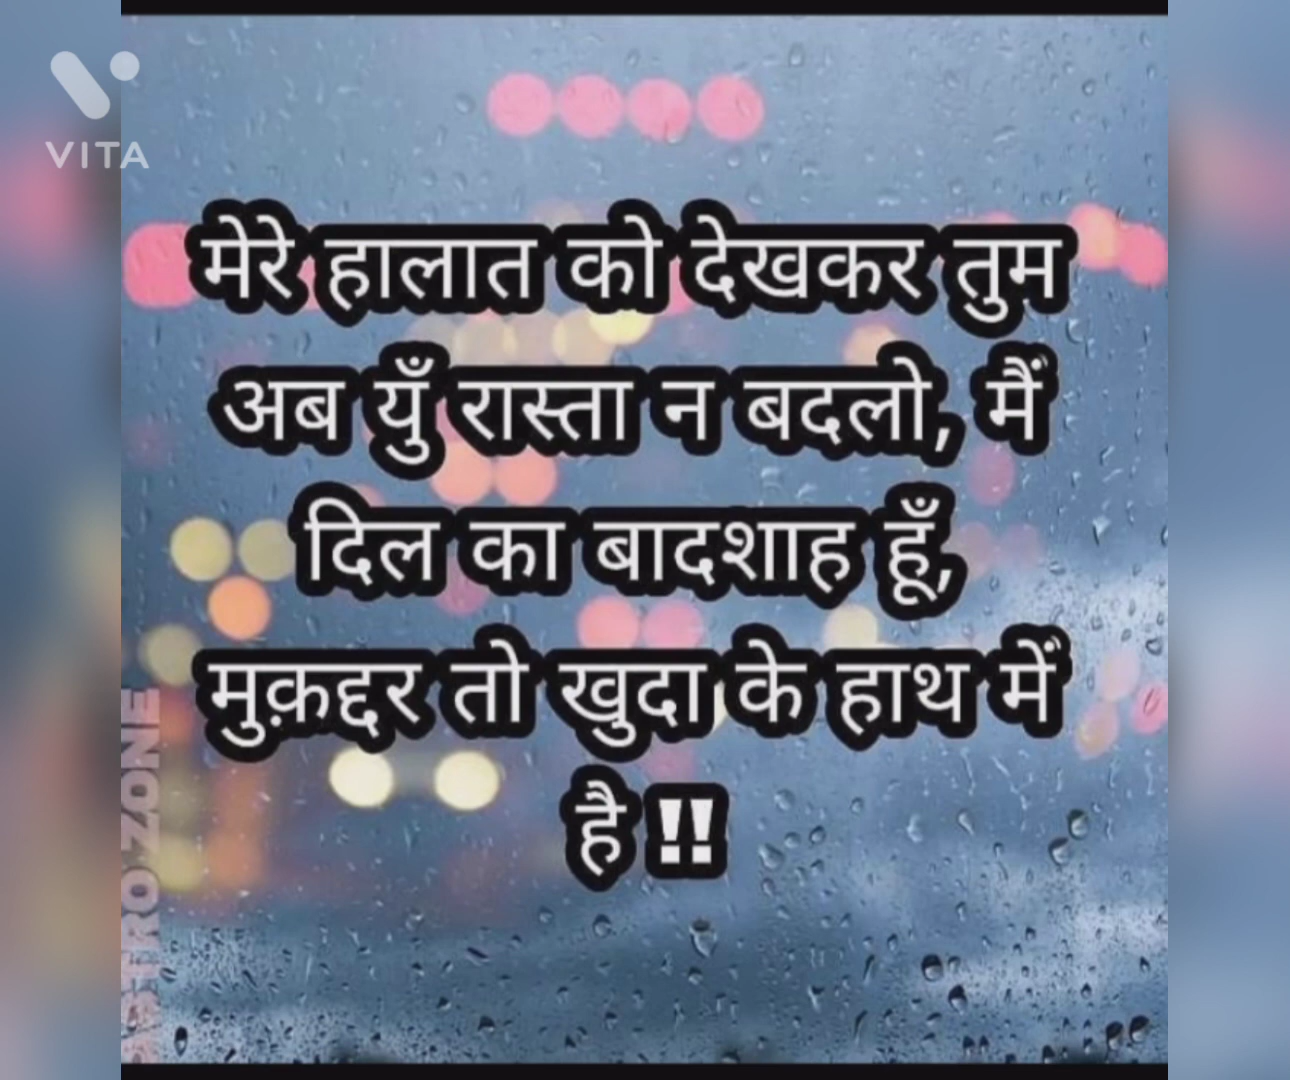 VITA
मेरे हालात को देखकर तुम
अब युँ रास्ता न बदलो, मैं
दिल का बादशाह हूँ,
मुक़द्दर तो खुदा के हाथ में
है !!
ASTRO ZONE